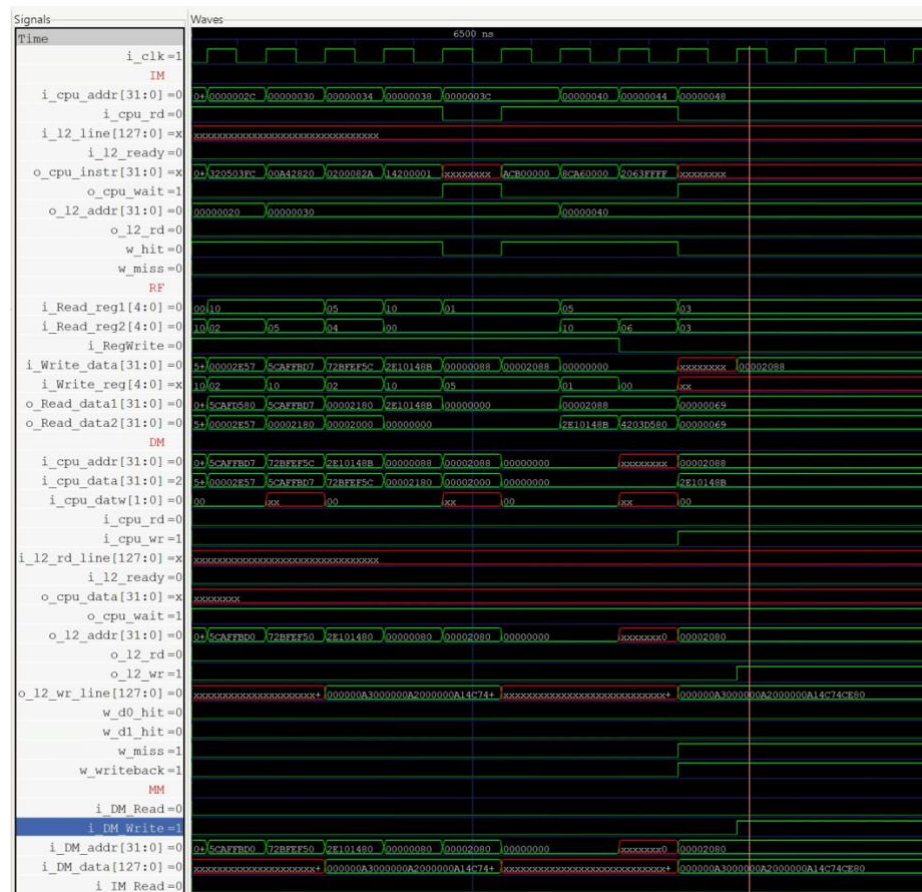 Signals Waves
Time 6500 ns
i_clk=1
IM
i_cpu_addr[31:0]=0 0+ 0000002C 00000030 00000034 00000038 0000003C 00000040 00000044 00000048
i_cpu_rd=0
i_l2_line[127:0]=x xxxxxxxxxxxxxxxxxxxxxxxxxxxxxxxx
i_l2_ready=0
o_cpu_instr[31:0]=x 0+ 320503FC 00A42820 0200082A 14200001 xxxxxxxx ACB00000 8CA60000 2063FFFF xxxxxxxx
o_cpu_wait=1
o_l2_addr[31:0]=0 00000020 00000030 00000040
o_l2_rd=0
w_hit=0
w_miss=0
RF
i_Read_reg1[4:0]=0 00 10 05 10 01 05 03
i_Read_reg2[4:0]=0 10 02 05 04 00 10 06 03
i_RegWrite=0
i_Write_data[31:0]=0 5+ 00002E57 5CAFFBD7 72BFEF5C 2E10148B 00000088 00002088 00000000 xxxxxxxx 00002088
i_Write_reg[4:0]=x 10 02 10 02 10 05 01 00 xx
o_Read_data1[31:0]=0 0+ 5CAFD580 5CAFFBD7 00002180 2E10148B 00000000 00002088 00000069
o_Read_data2[31:0]=0 5+ 00002E57 00002180 00002000 00000000 2E10148B 4203D580 00000069
DM
i_cpu_addr[31:0]=0 0+ 5CAFFBD7 72BFEF5C 2E10148B 00000088 00002088 00000000 xxxxxxxx 00002088
i_cpu_data[31:0]=2 5+ 00002E57 5CAFFBD7 72BFEF5C 00002180 00002000 00000000 2E10148B
i_cpu_datw[1:0]=0 00 xx 00 xx 00 xx 00
i_cpu_rd=0
i_cpu_wr=1
i_l2_rd_line[127:0]=x xxxxxxxxxxxxxxxxxxxxxxxxxxxxxxxx
i_l2_ready=0
o_cpu_data[31:0]=x xxxxxxxx
o_cpu_wait=1
o_l2_addr[31:0]=0 0+ 5CAFFBD0 72BFEF50 2E101480 00000080 00002080 00000000 xxxxxxx0 00002080
o_l2_rd=0
o_l2_wr=1
o_l2_wr_line[127:0]=0 xxxxxxxxxxxxxxxxxxxxx+ 000000A3000000A2000000A14C74+ xxxxxxxxxxxxxxxxxxxxxxxxxxxx+ 000000A3000000A2000000A14C74CE80
w_d0_hit=0
w_d1_hit=0
w_miss=1
w_writeback=1
MM
i_DM_Read=0
i_DM_Write=1
i_DM_addr[31:0]=0 0+ 5CAFFBD0 72BFEF50 2E101480 00000080 00002080 00000000 xxxxxxx0 00002080
i_DM_data[127:0]=0 xxxxxxxxxxxxxxxxxxxxx+ 000000A3000000A2000000A14C74+ xxxxxxxxxxxxxxxxxxxxxxxxxxxx+ 000000A3000000A2000000A14C74CE80
i_IM_Read=0